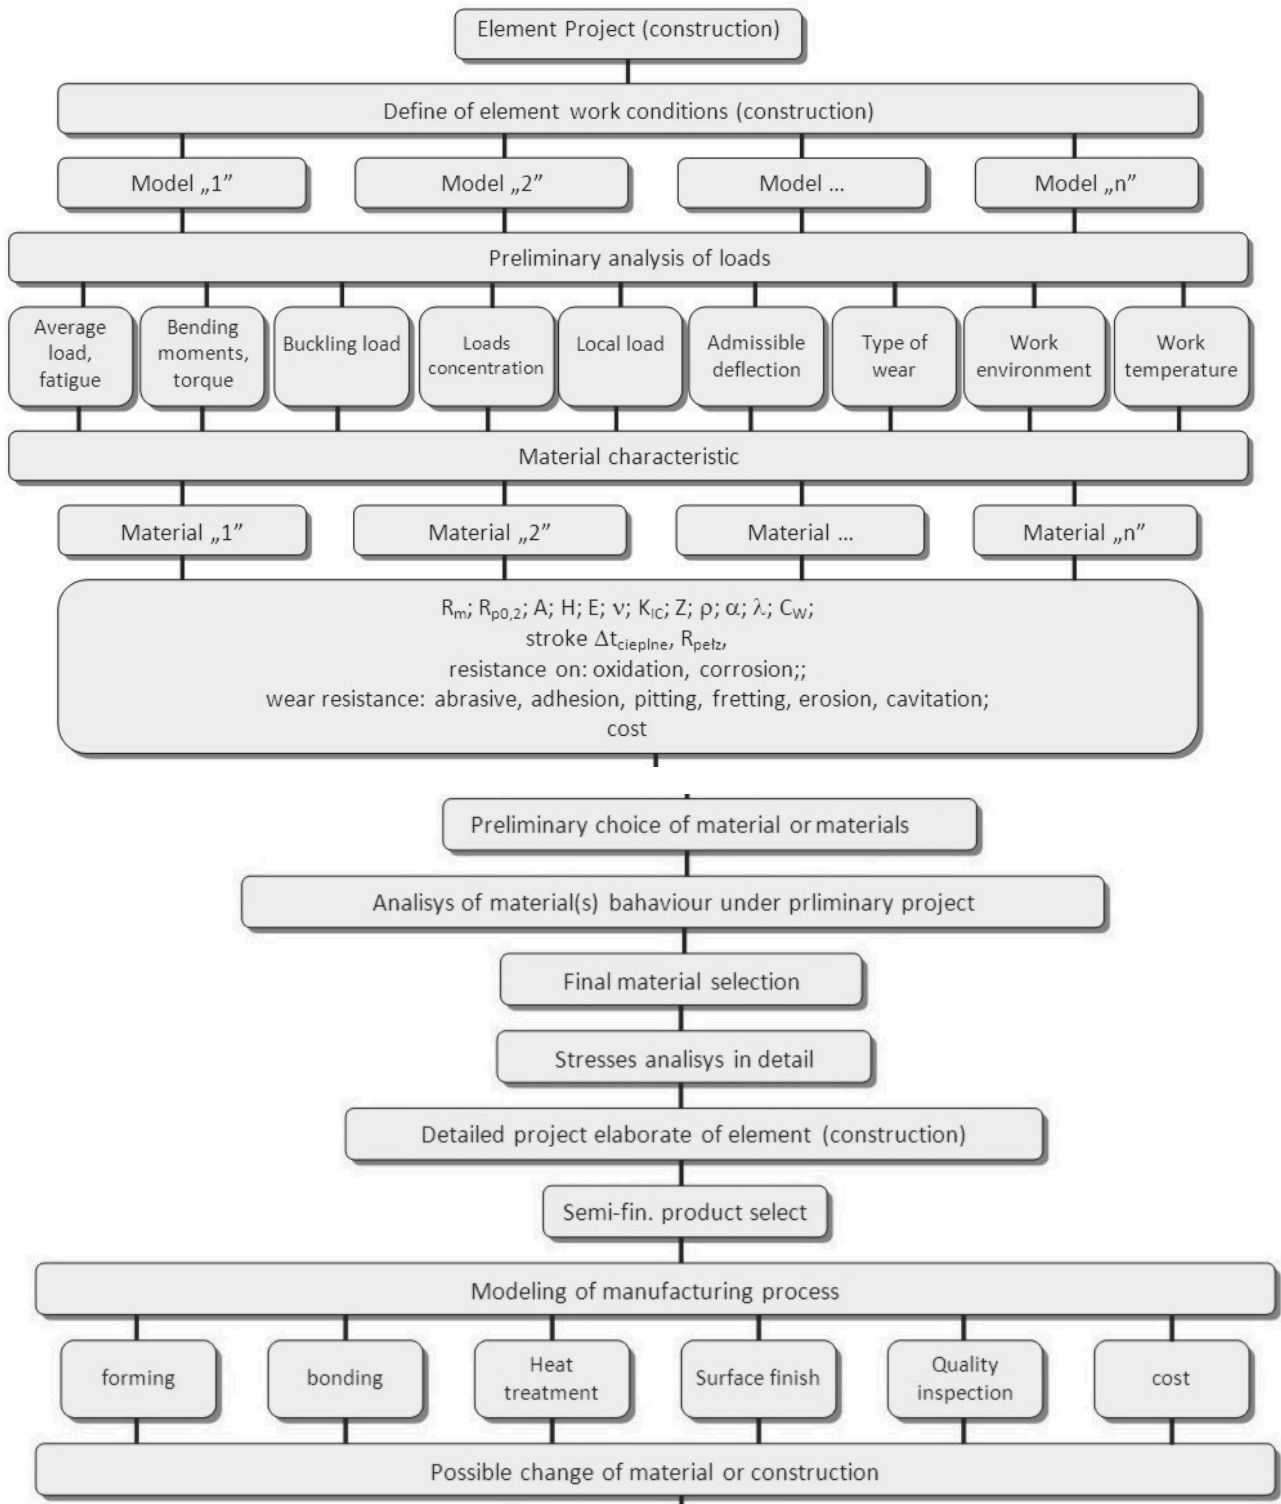 Element Project (construction)
Define of element work conditions (construction)
Model „1”
Model „2”
Model ...
Model „n”
Preliminary analysis of loads
Average
load,
fatigue
Bending
moments,
torque
Buckling load
Loads
concentration
Local load
Admissible
deflection
Type of
wear
Work
environment
Work
temperature
Material characteristic
Material „1”
Material „2”
Material ...
Material „n”
Rm; Rp0,2; A; H; E; ν; KIC; Z; ρ; α; λ; CW;
stroke Δtcieplne, Rpełz,
resistance on: oxidation, corrosion;;
wear resistance: abrasive, adhesion, pitting, fretting, erosion, cavitation;
cost
Preliminary choice of material or materials
Analisys of material(s) bahaviour under prliminary project
Final material selection
Stresses analisys in detail
Detailed project elaborate of element (construction)
Semi-fin. product select
Modeling of manufacturing process
forming
bonding
Heat
treatment
Surface finish
Quality
inspection
cost
Possible change of material or construction